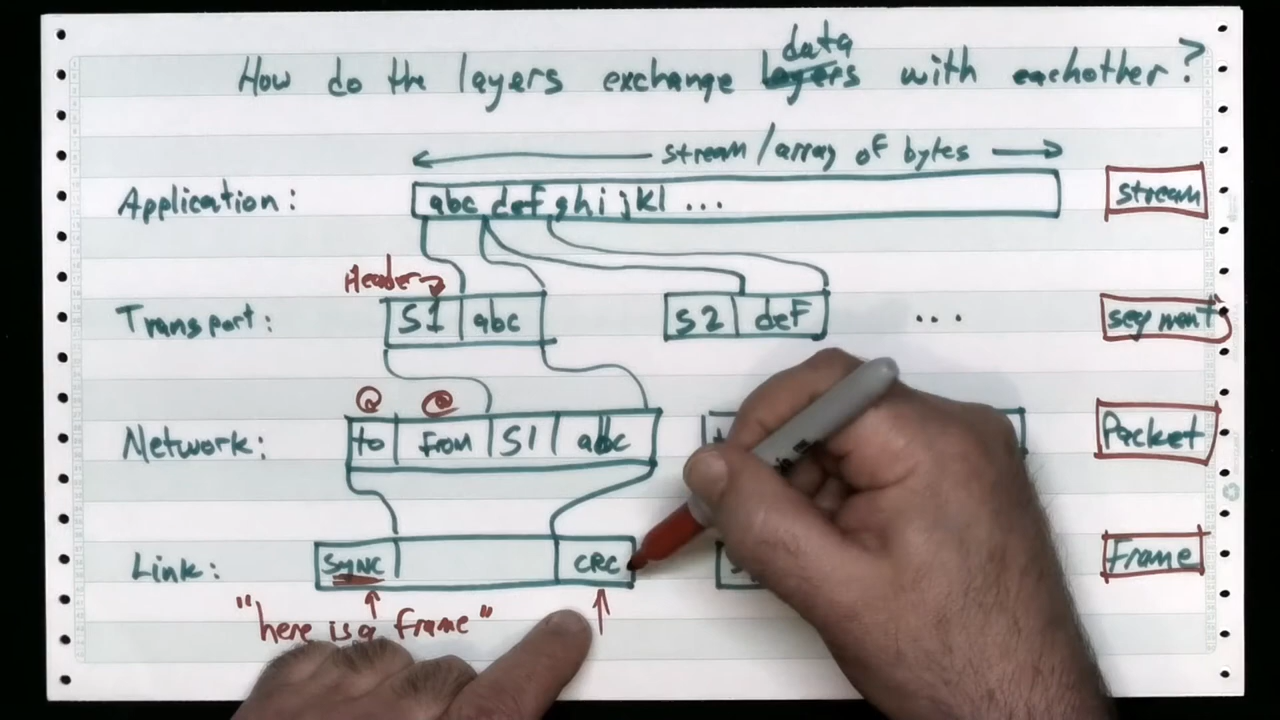 How do the layers exchange layers data with eachother?
stream/array of bytes
Application: abc def ghi jkl ... stream
Header
Transport: S1 abc S2 def ... segment
Network: to from S1 abc Packet
Link: SYNC CRC Frame
"here is a frame"